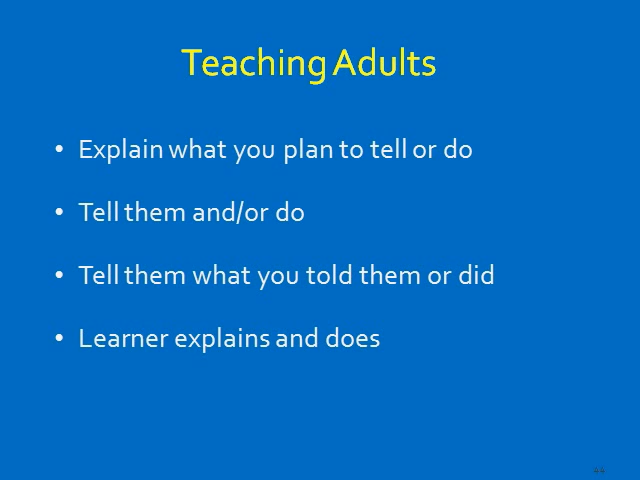 Teaching Adults
• Explain what you plan to tell or do
• Tell them and/or do
• Tell them what you told them or did
• Learner explains and does
44